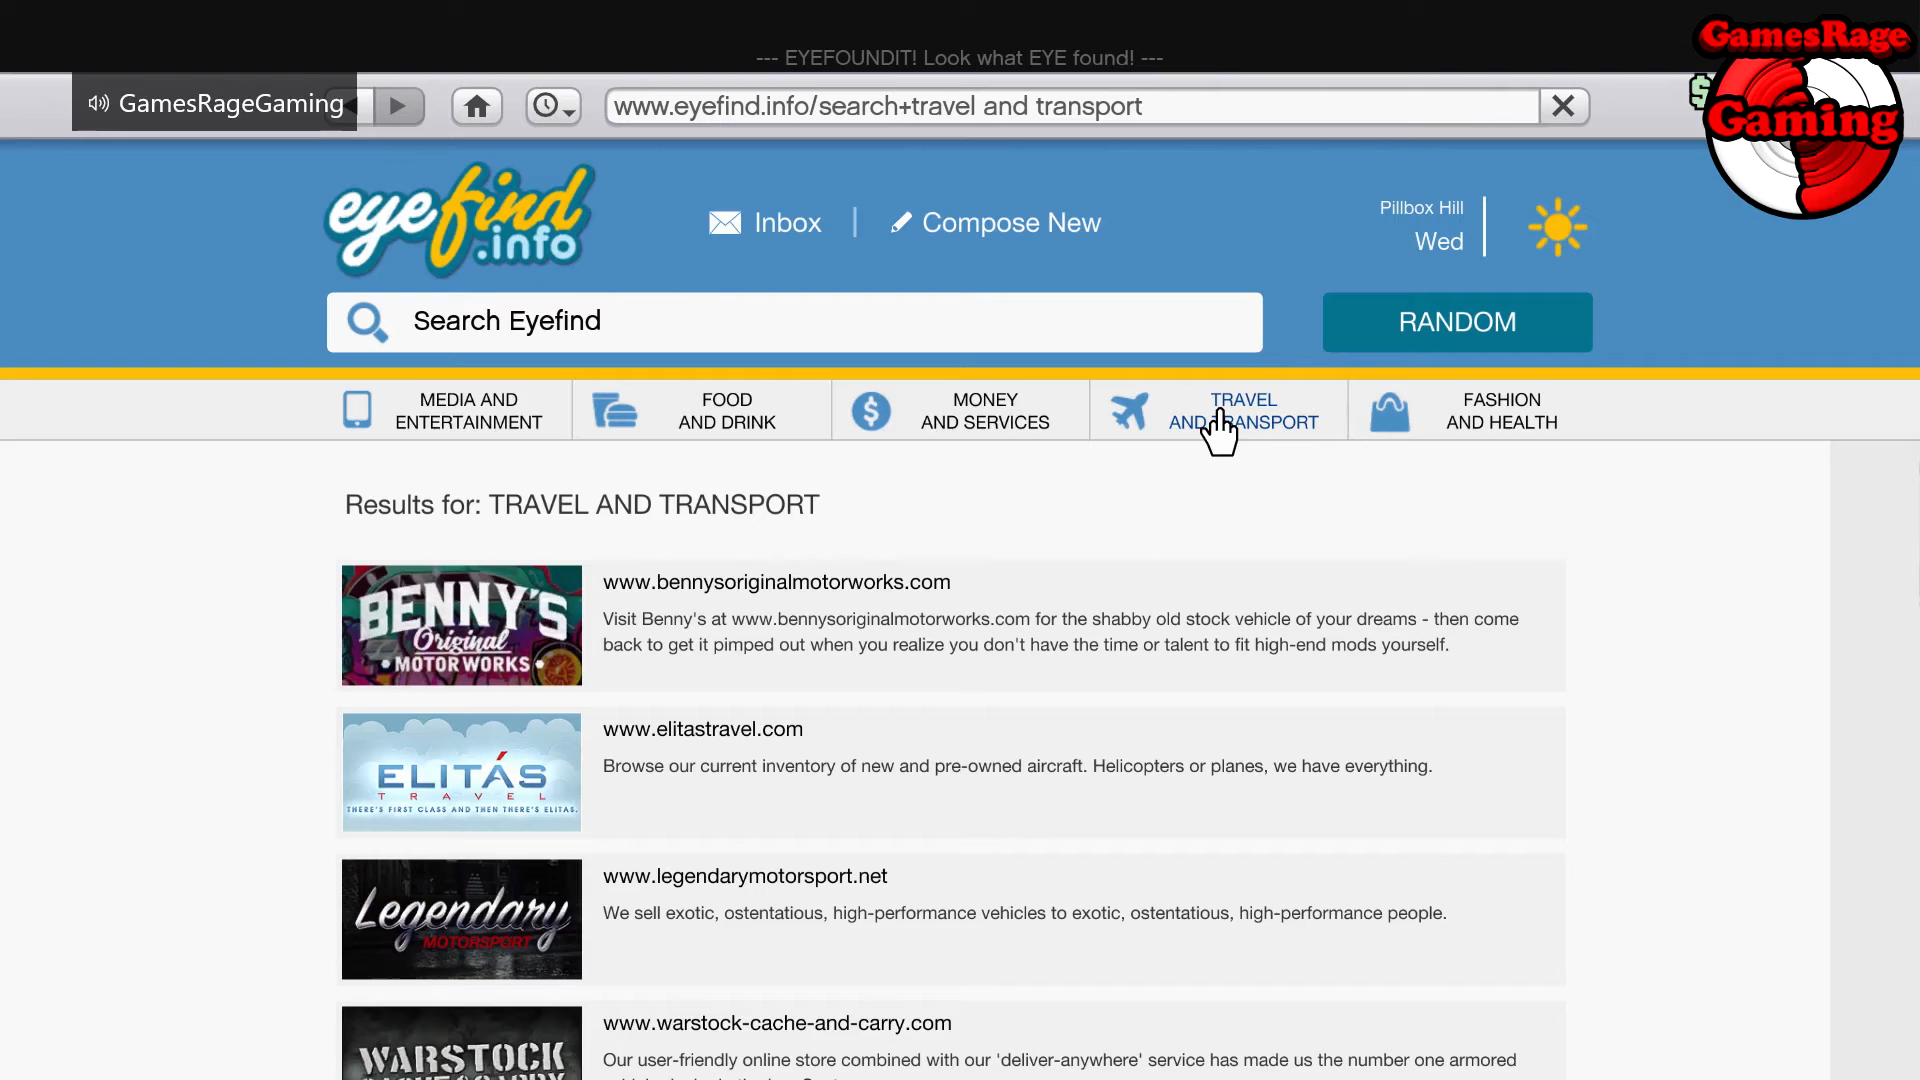 --- EYEFOUNDIT! Look what EYE found! ---
GamesRage
Gaming
GamesRageGaming
www.eyefind.info/search+travel and transport
eyefind
.info
Inbox
Compose New
Pillbox Hill
Wed
Search Eyefind
RANDOM
MEDIA AND
ENTERTAINMENT
FOOD
AND DRINK
MONEY
AND SERVICES
TRAVEL
AND TRANSPORT
FASHION
AND HEALTH
Results for: TRAVEL AND TRANSPORT
BENNY'S
Original
MOTOR WORKS
www.bennysoriginalmotorworks.com
Visit Benny's at www.bennysoriginalmotorworks.com for the shabby old stock vehicle of your dreams - then come
back to get it pimped out when you realize you don't have the time or talent to fit high-end mods yourself.
ELITÁS
TRAVEL
THERE'S FIRST CLASS AND THEN THERE'S ELITAS.
www.elitastravel.com
Browse our current inventory of new and pre-owned aircraft. Helicopters or planes, we have everything.
Legendary
MOTORSPORT
www.legendarymotorsport.net
We sell exotic, ostentatious, high-performance vehicles to exotic, ostentatious, high-performance people.
WARSTOCK
www.warstock-cache-and-carry.com
Our user-friendly online store combined with our 'deliver-anywhere' service has made us the number one armored